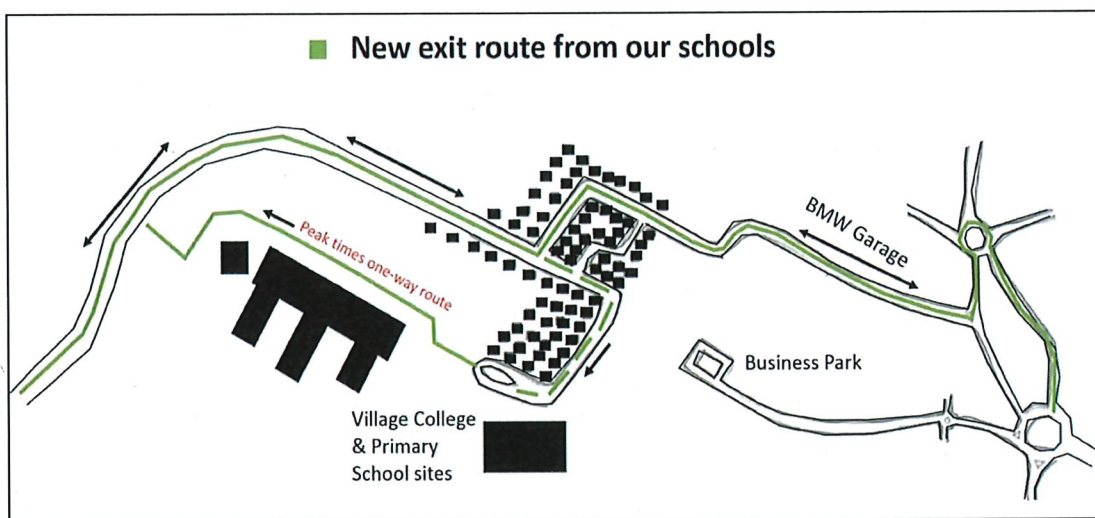 New exit route from our schools
BMW Garage
Peak times one-way route
Business Park
Village College
& Primary
School sites